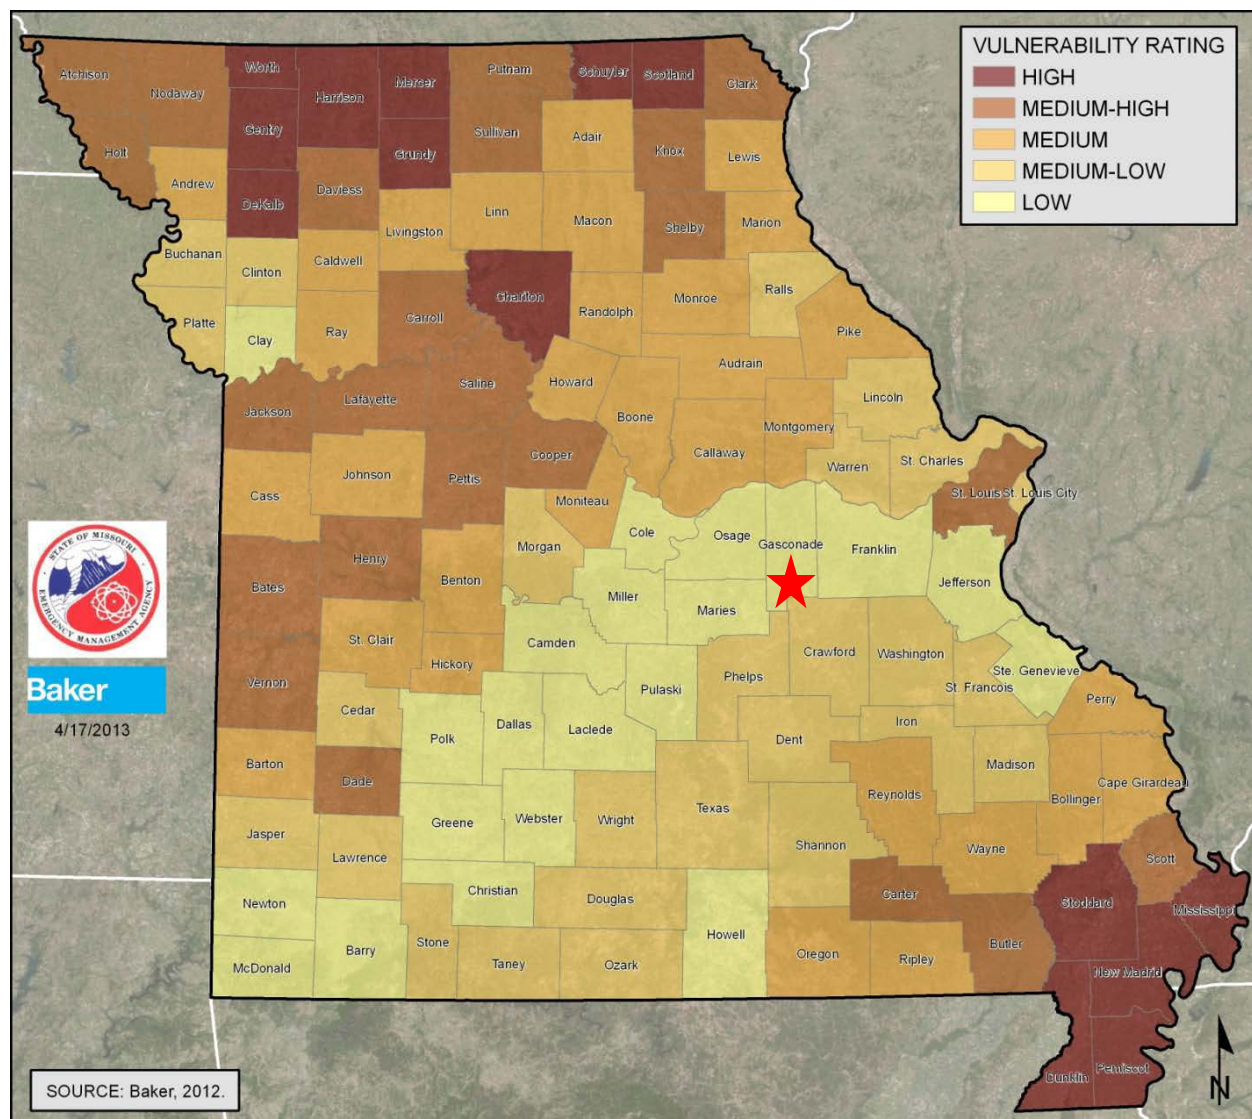 VULNERABILITY RATING
HIGH
MEDIUM-HIGH
MEDIUM
MEDIUM-LOW
LOW
Atchison
Nodaway
Worth
Harrison
Mercer
Putnam
Schuyler
Scotland
Clark
Gentry
Sullivan
Adair
Knox
Lewis
Holt
Andrew
DeKalb
Daviess
Grundy
Linn
Macon
Shelby
Marion
Livingston
Buchanan
Clinton
Caldwell
Chariton
Randolph
Monroe
Ralls
Pike
Platte
Clay
Ray
Carroll
Audrain
Saline
Howard
Boone
Lincoln
Jackson
Lafayette
Cooper
Callaway
Montgomery
Warren
St. Charles
Johnson
Pettis
Cass
Moniteau
St. Louis
St. Louis City
Cole
Osage
Gasconade
Franklin
Jefferson
Morgan
Henry
Benton
Bates
Miller
Maries
St. Clair
Camden
Hickory
Pulaski
Phelps
Crawford
Washington
Ste. Genevieve
St. Francois
Perry
Vernon
Cedar
Polk
Dallas
Laclede
Dent
Iron
Madison
Barton
Dade
Reynolds
Bollinger
Cape Girardeau
Jasper
Greene
Webster
Wright
Texas
Shannon
Wayne
Scott
Lawrence
Newton
Christian
Douglas
Carter
Stoddard
Mississippi
Howell
Barry
Stone
McDonald
Taney
Ozark
Oregon
Ripley
Butler
New Madrid
Dunklin
Pemiscot
STATE OF MISSOURI
EMERGENCY MANAGEMENT AGENCY
Baker
4/17/2013
SOURCE: Baker, 2012.
N